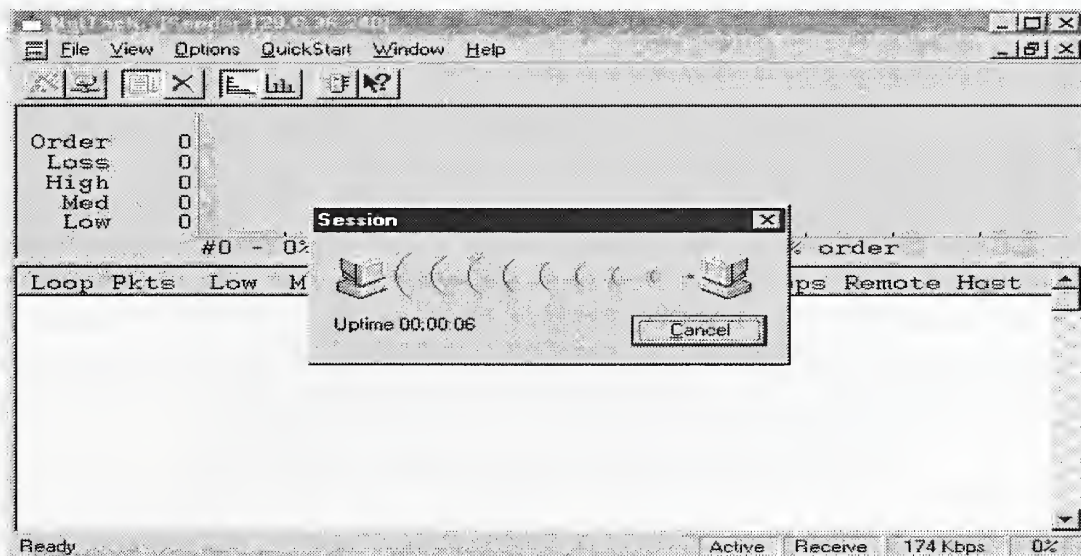 File View Options QuickStart Window Help
Order 0
Loss 0
High 0
Med 0
Low 0
#0 - 0%
% order
Session
Uptime 00:00:06
Cancel
Loop Pkts Low M
ps Remote Host
Ready Active Receive 174 Kbps 0%